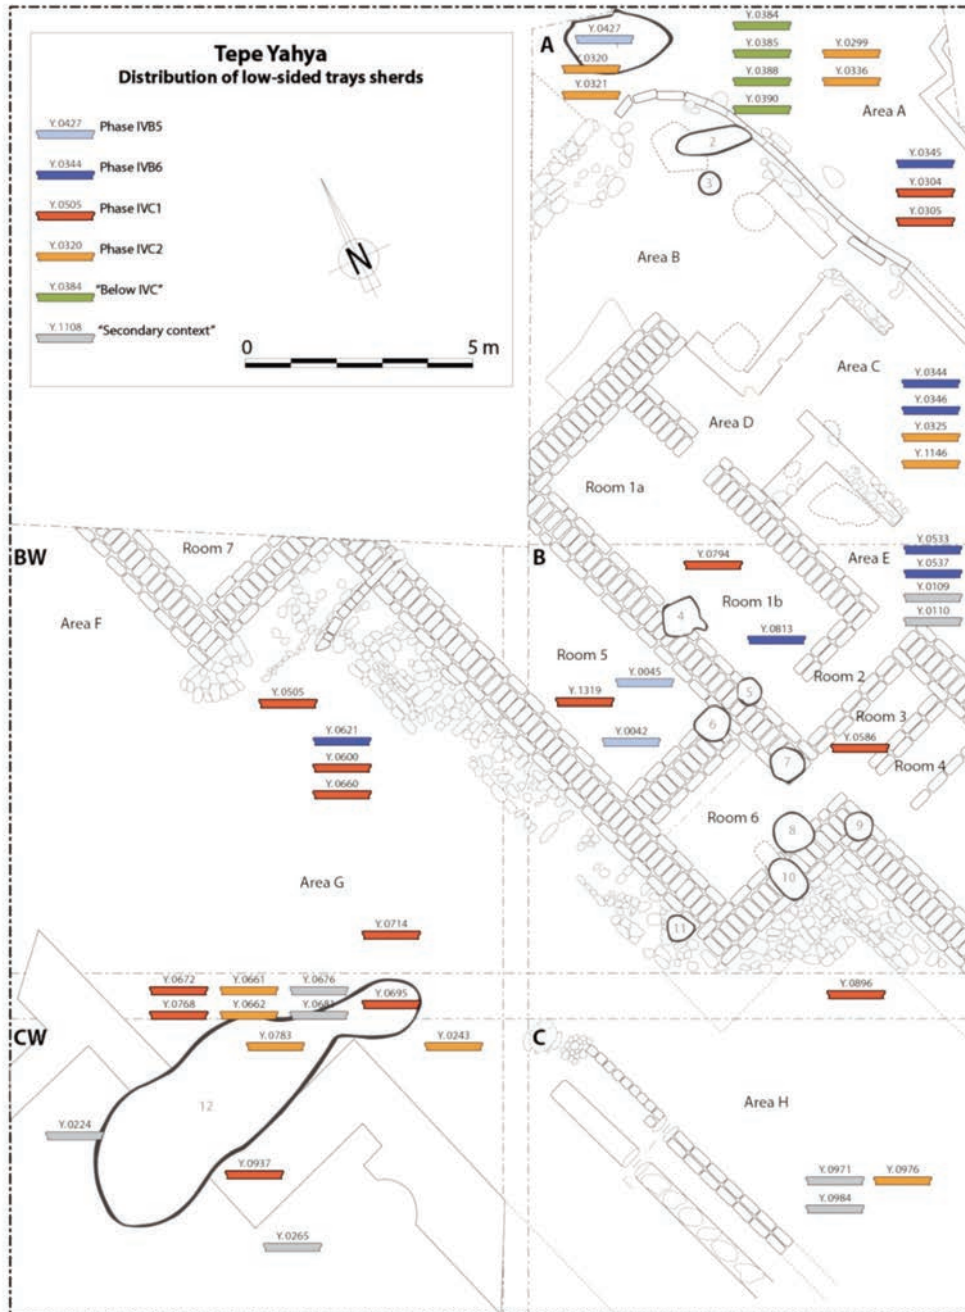 Tepe Yahya
Distribution of low-sided trays sherds
Y.0427 Phase IVB5
Y.0344 Phase IVB6
Y.0505 Phase IVC1
Y.0320 Phase IVC2
Y.0384 "Below IVC"
Y.1108 "Secondary context"
N
0 5 m
A
Y.0427
Y.0320
Y.0321
Y.0384
Y.0385
Y.0388
Y.0390
Y.0299
Y.0336
Area A
Y.0345
Y.0304
Y.0305
2
3
Area B
Area C
Y.0344
Y.0346
Y.0325
Y.1146
Area D
Room 1a
BW
Room 7
Area F
Y.0505
Y.0621
Y.0600
Y.0660
Area G
Y.0714
B
Y.0794
Area E
Y.0533
Y.0537
Y.0109
Y.0110
Room 1b
4
Y.0813
Room 5
Y.0045
Y.1319
Y.0042
5
6
7
Room 2
Room 3
Y.0586
Room 4
Room 6
8
9
10
11
Y.0896
Y.0672 Y.0661 Y.0676
Y.0768 Y.0662
Y.0695
CW
Y.0783
Y.0243
12
Y.0224
Y.0937
Y.0265
C
Area H
Y.0971 Y.0976
Y.0984